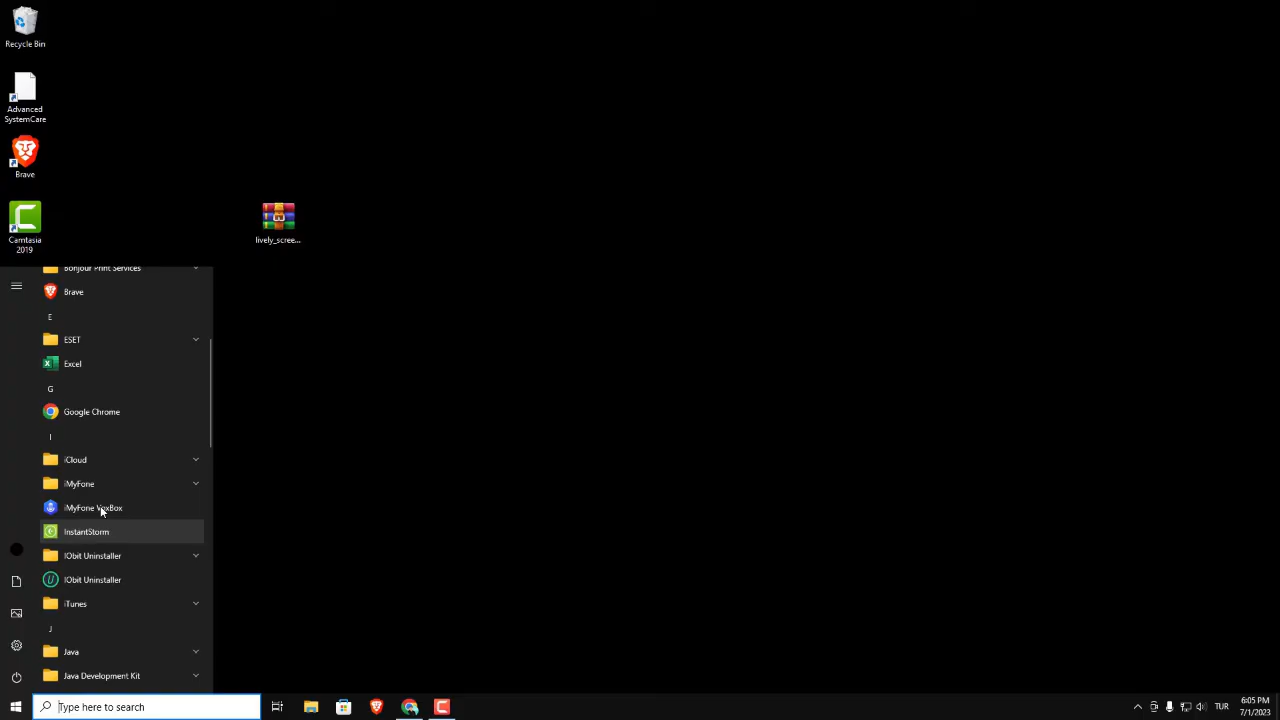 Recycle Bin
Advanced
SystemCare
Brave
Camtasia
2019
lively_scree...
Bonjour Print Services
Brave
E
ESET
Excel
G
Google Chrome
I
iCloud
iMyFone
iMyFone VoxBox
InstantStorm
IObit Uninstaller
IObit Uninstaller
iTunes
J
Java
Java Development Kit
Type here to search
TUR
6:05 PM
7/1/2023